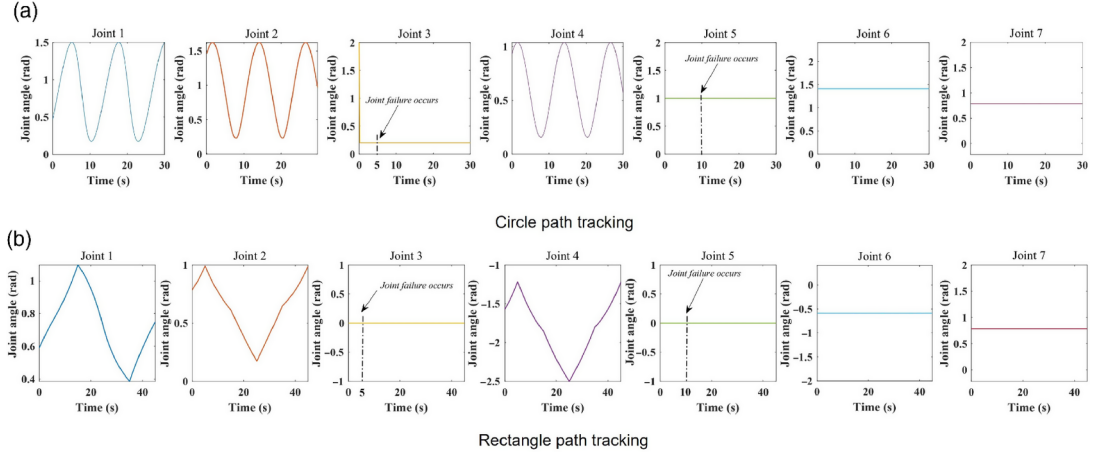 (a)
Joint 1
Joint 2
Joint 3
Joint 4
Joint 5
Joint 6
Joint 7
Joint angle (rad)
1.5
1
0.5
0
0
10
20
30
Time (s)
Joint angle (rad)
1.5
1
0.5
0
0
20
Time (s)
Joint angle (rad)
2
1.5
1
0.5
0
Joint failure occurs
0
5
10
20
30
Time (s)
Joint angle (rad)
1
0.5
0
0
20
Time (s)
Joint angle (rad)
2
1.5
1
0.5
0
Joint failure occurs
0
10
20
30
Time (s)
Joint angle (rad)
2
1.5
1
0.5
0
0
10
20
30
Time (s)
Joint angle (rad)
2
1.5
1
0.5
0
10
20
30
Time (s)
Circle path tracking
(b)
Joint 1
Joint 2
Joint 3
Joint 4
Joint 5
Joint 6
Joint 7
Joint angle (rad)
1
0.8
0.6
0.4
0
20
40
Time (s)
Joint angle (rad)
1
0.5
0
0
20
40
Time (s)
Joint angle (rad)
1
0.5
0
−0.5
−1
Joint failure occurs
0
5
20
40
Time (s)
Joint angle (rad)
−1
−1.5
−2
−2.5
0
20
40
Time (s)
Joint angle (rad)
1
0.5
0
−0.5
−1
Joint failure occurs
0
10
20
40
Time (s)
Joint angle (rad)
0
−0.5
−1
−1.5
−2
0
20
40
Time (s)
Joint angle (rad)
2
1.5
1
0.5
0
0
20
40
Time (s)
Rectangle path tracking